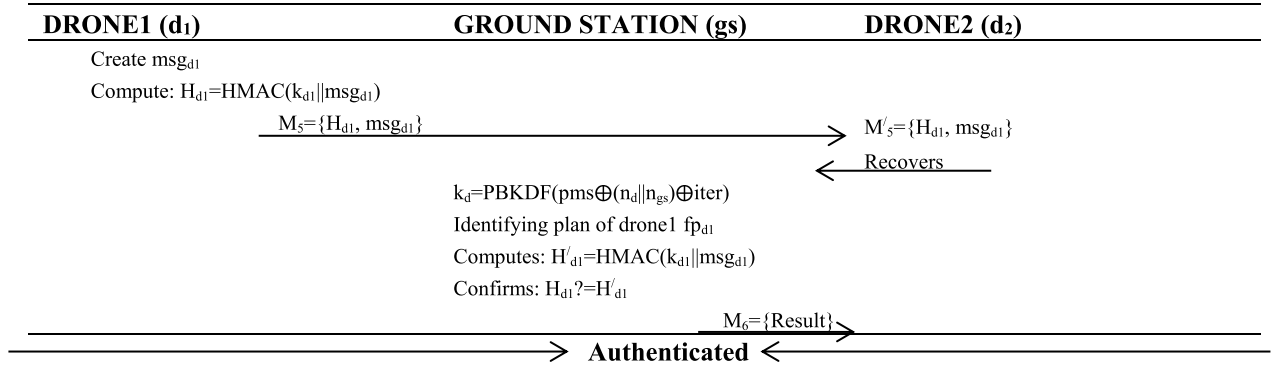 DRONE1 (d₁) GROUND STATION (gs) DRONE2 (d₂)
Create msg_d1
Compute: H_d1=HMAC(k_d1||msg_d1)
M₅={H_d1, msg_d1} M^/₅={H_d1, msg_d1}
Recovers
k_d=PBKDF(pms⊕(n_d||n_gs)⊕iter)
Identifying plan of drone1 fp_d1
Computes: H^/_d1=HMAC(k_d1||msg_d1)
Confirms: H_d1?=H^/_d1
M₆={Result}
Authenticated